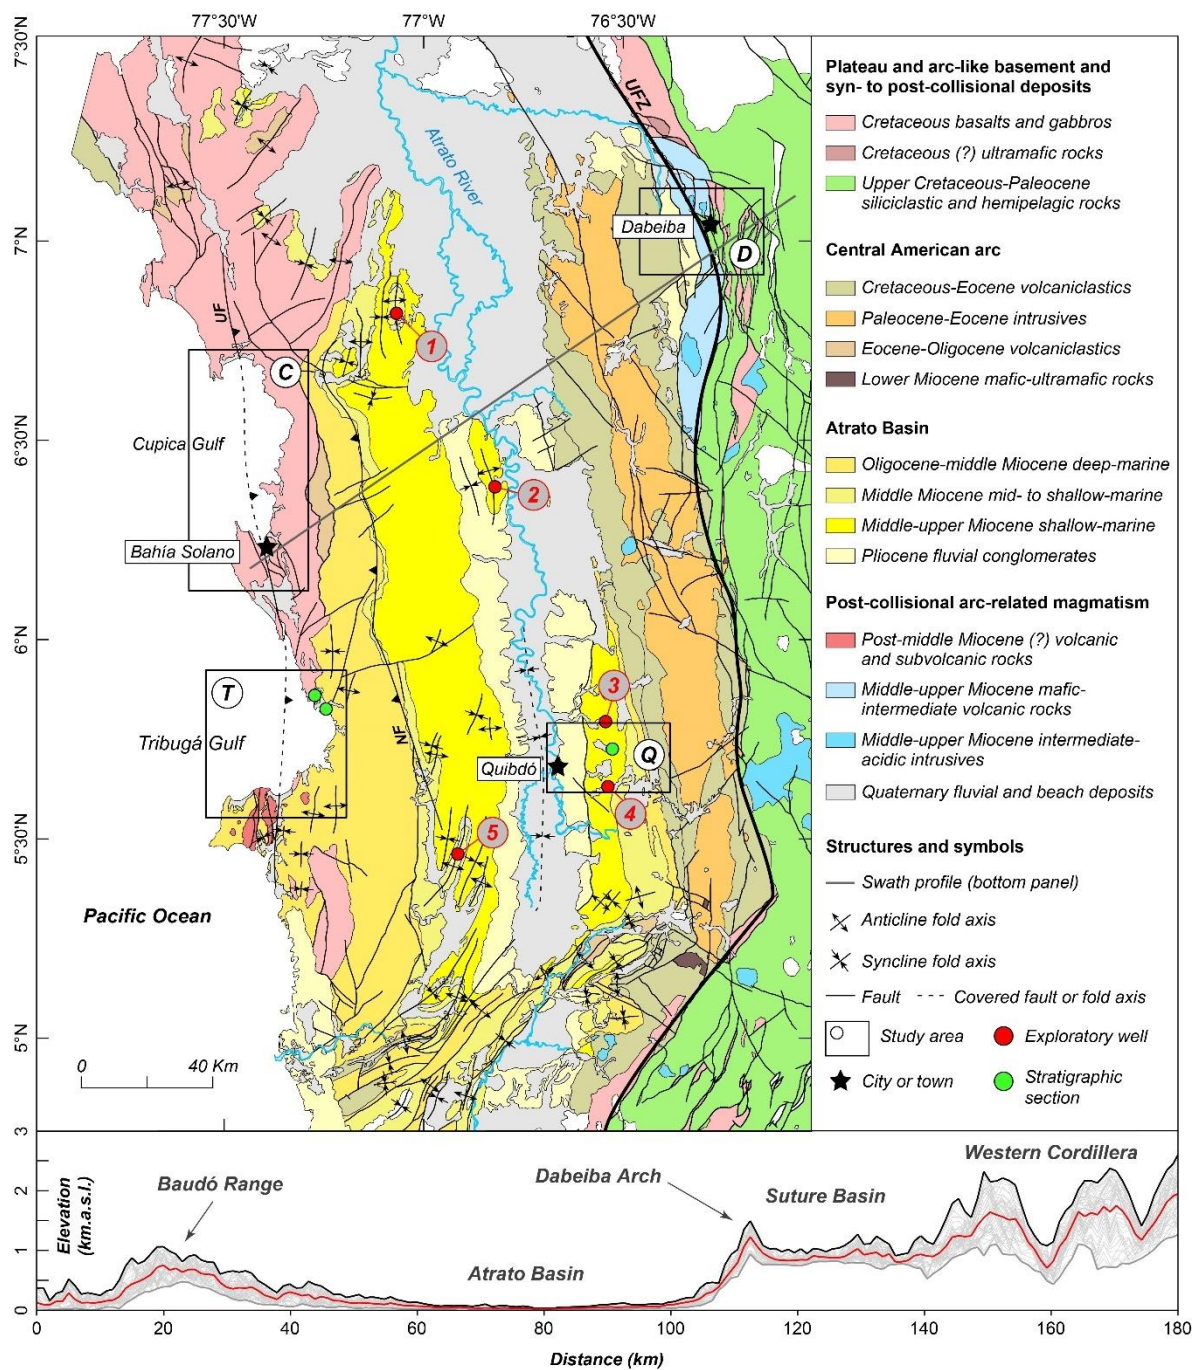 77°30'W 77°W 76°30'W
7°30'N
7°N
6°30'N
6°N
5°30'N
5°N
UFZ
Atrato River
Dabeiba
D
UF
1
C
Cupica Gulf
2
Bahía Solano
3
T
Tribugá Gulf
NF
Quibdó
Q
4
5
Pacific Ocean
0 40 Km
Plateau and arc-like basement and
syn- to post-collisional deposits
Cretaceous basalts and gabbros
Cretaceous (?) ultramafic rocks
Upper Cretaceous-Paleocene
siliciclastic and hemipelagic rocks
Central American arc
Cretaceous-Eocene volcaniclastics
Paleocene-Eocene intrusives
Eocene-Oligocene volcaniclastics
Lower Miocene mafic-ultramafic rocks
Atrato Basin
Oligocene-middle Miocene deep-marine
Middle Miocene mid- to shallow-marine
Middle-upper Miocene shallow-marine
Pliocene fluvial conglomerates
Post-collisional arc-related magmatism
Post-middle Miocene (?) volcanic
and subvolcanic rocks
Middle-upper Miocene mafic-
intermediate volcanic rocks
Middle-upper Miocene intermediate-
acidic intrusives
Quaternary fluvial and beach deposits
Structures and symbols
Swath profile (bottom panel)
Anticline fold axis
Syncline fold axis
Fault Covered fault or fold axis
Study area Exploratory well
City or town Stratigraphic
section
3
2
1
0
Elevation
(km.a.s.l.)
Baudó Range
Atrato Basin
Dabeiba Arch
Suture Basin
Western Cordillera
0 20 40 60 80 100 120 140 160 180
Distance (km)